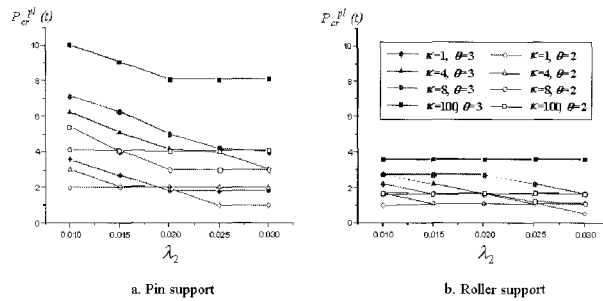 P_cr^pl (t)
P_cr^pl (t)
10
8
6
4
2
0
0.010 0.015 0.020 0.025 0.030
λ₂
10
8
6
4
2
0
κ=1, θ=3 κ=1, θ=2
κ=4, θ=3 κ=4, θ=2
κ=8, θ=3 κ=8, θ=2
κ=100, θ=3 κ=100, θ=2
0.010 0.015 0.020 0.025 0.030
λ₂
a. Pin support
b. Roller support